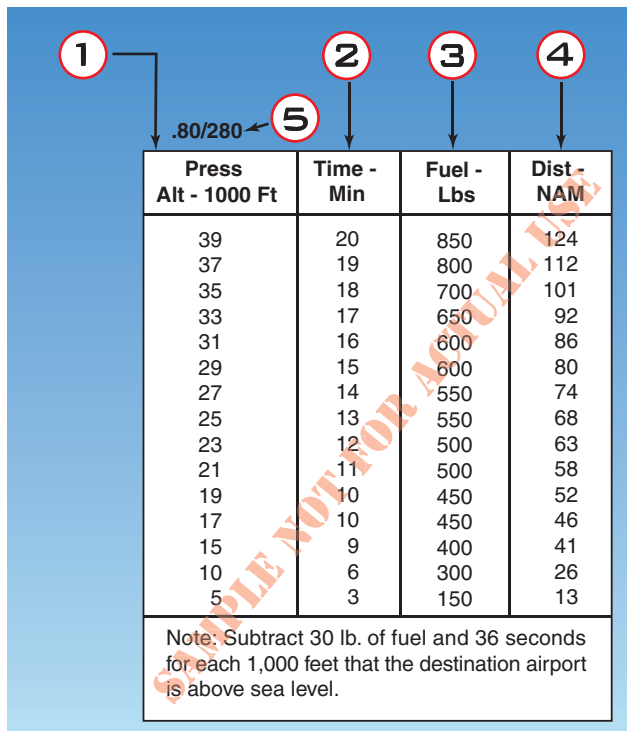 1 2 3 4
.80/280 5
Press Alt - 1000 Ft Time - Min Fuel - Lbs Dist - NAM
39 20 850 124
37 19 800 112
35 18 700 101
33 17 650 92
31 16 600 86
29 15 600 80
27 14 550 74
25 13 550 68
23 12 500 63
21 11 500 58
19 10 450 52
17 10 450 46
15 9 400 41
10 6 300 26
5 3 150 13
Note: Subtract 30 lb. of fuel and 36 seconds
for each 1,000 feet that the destination airport
is above sea level.
SAMPLE NOT FOR ACTUAL USE